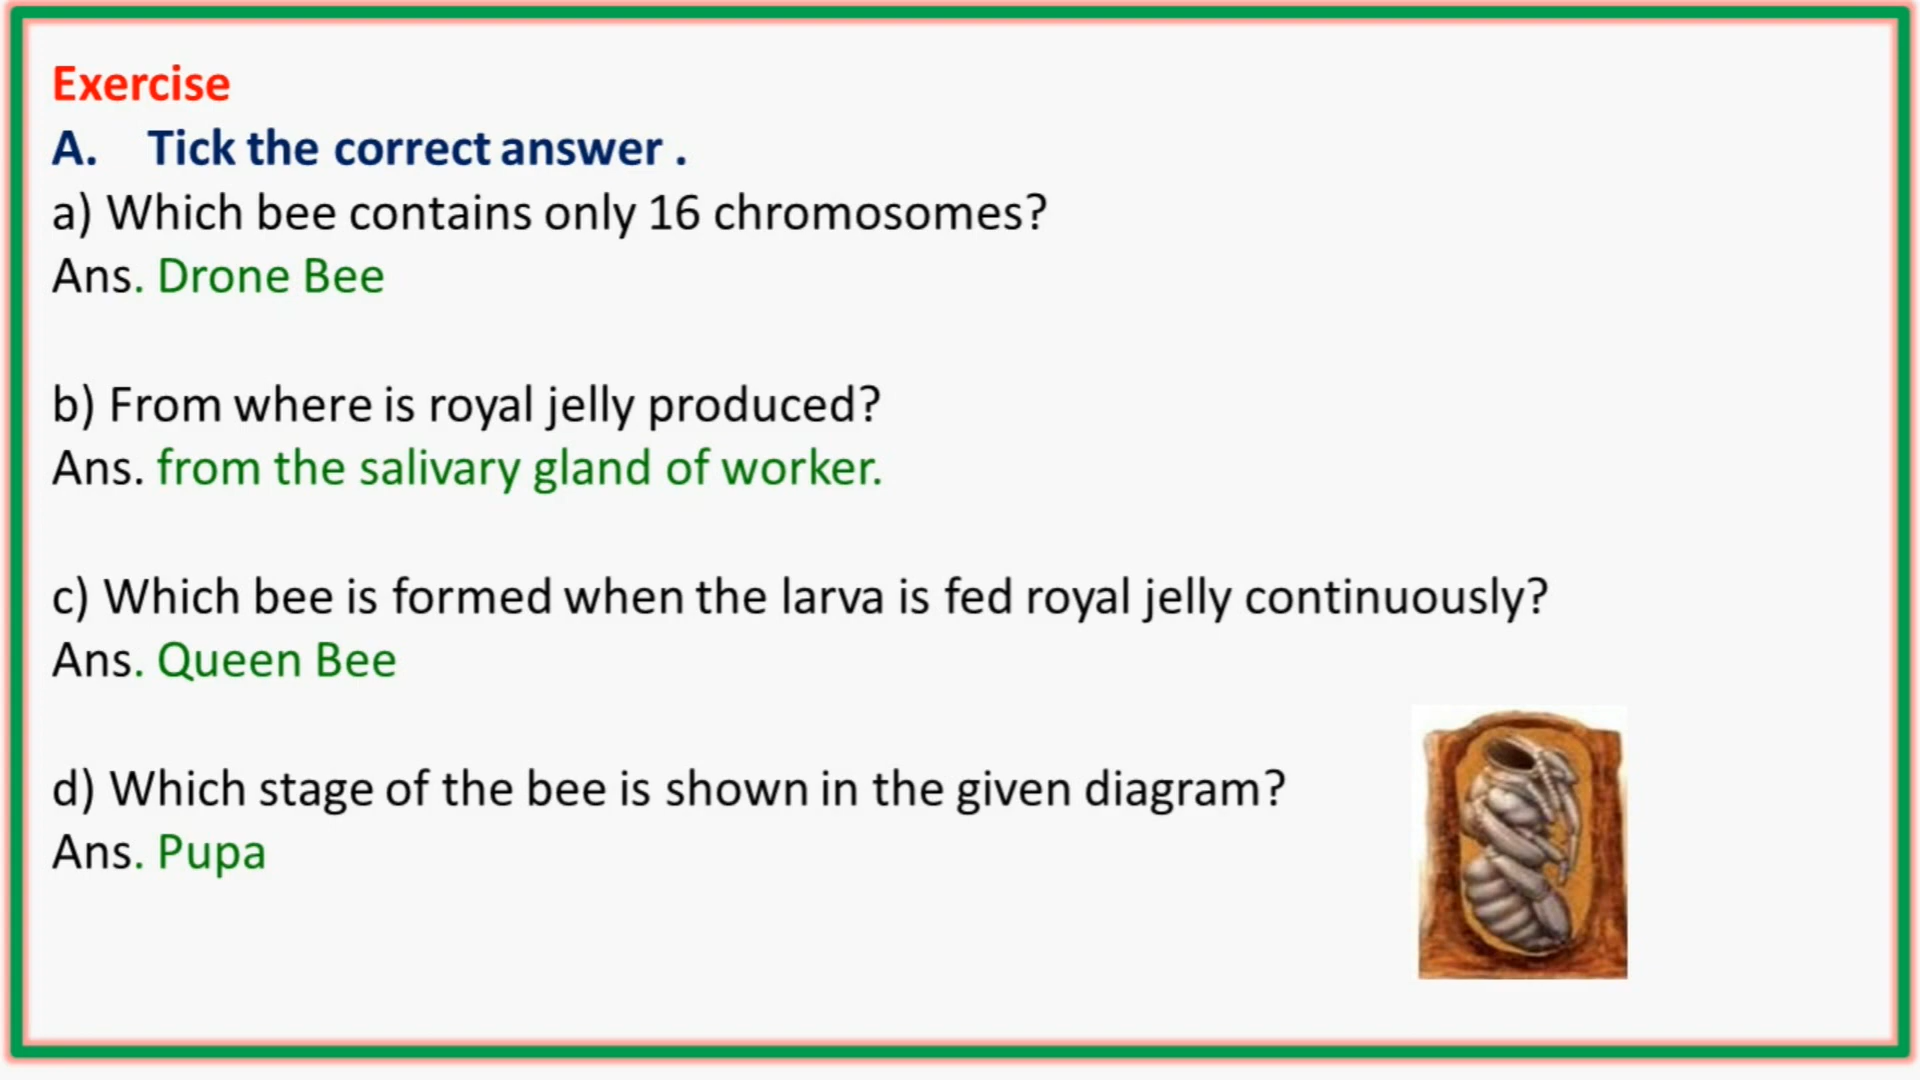 Exercise
A. Tick the correct answer .
a) Which bee contains only 16 chromosomes?
Ans. Drone Bee
b) From where is royal jelly produced?
Ans. from the salivary gland of worker.
c) Which bee is formed when the larva is fed royal jelly continuously?
Ans. Queen Bee
d) Which stage of the bee is shown in the given diagram?
Ans. Pupa